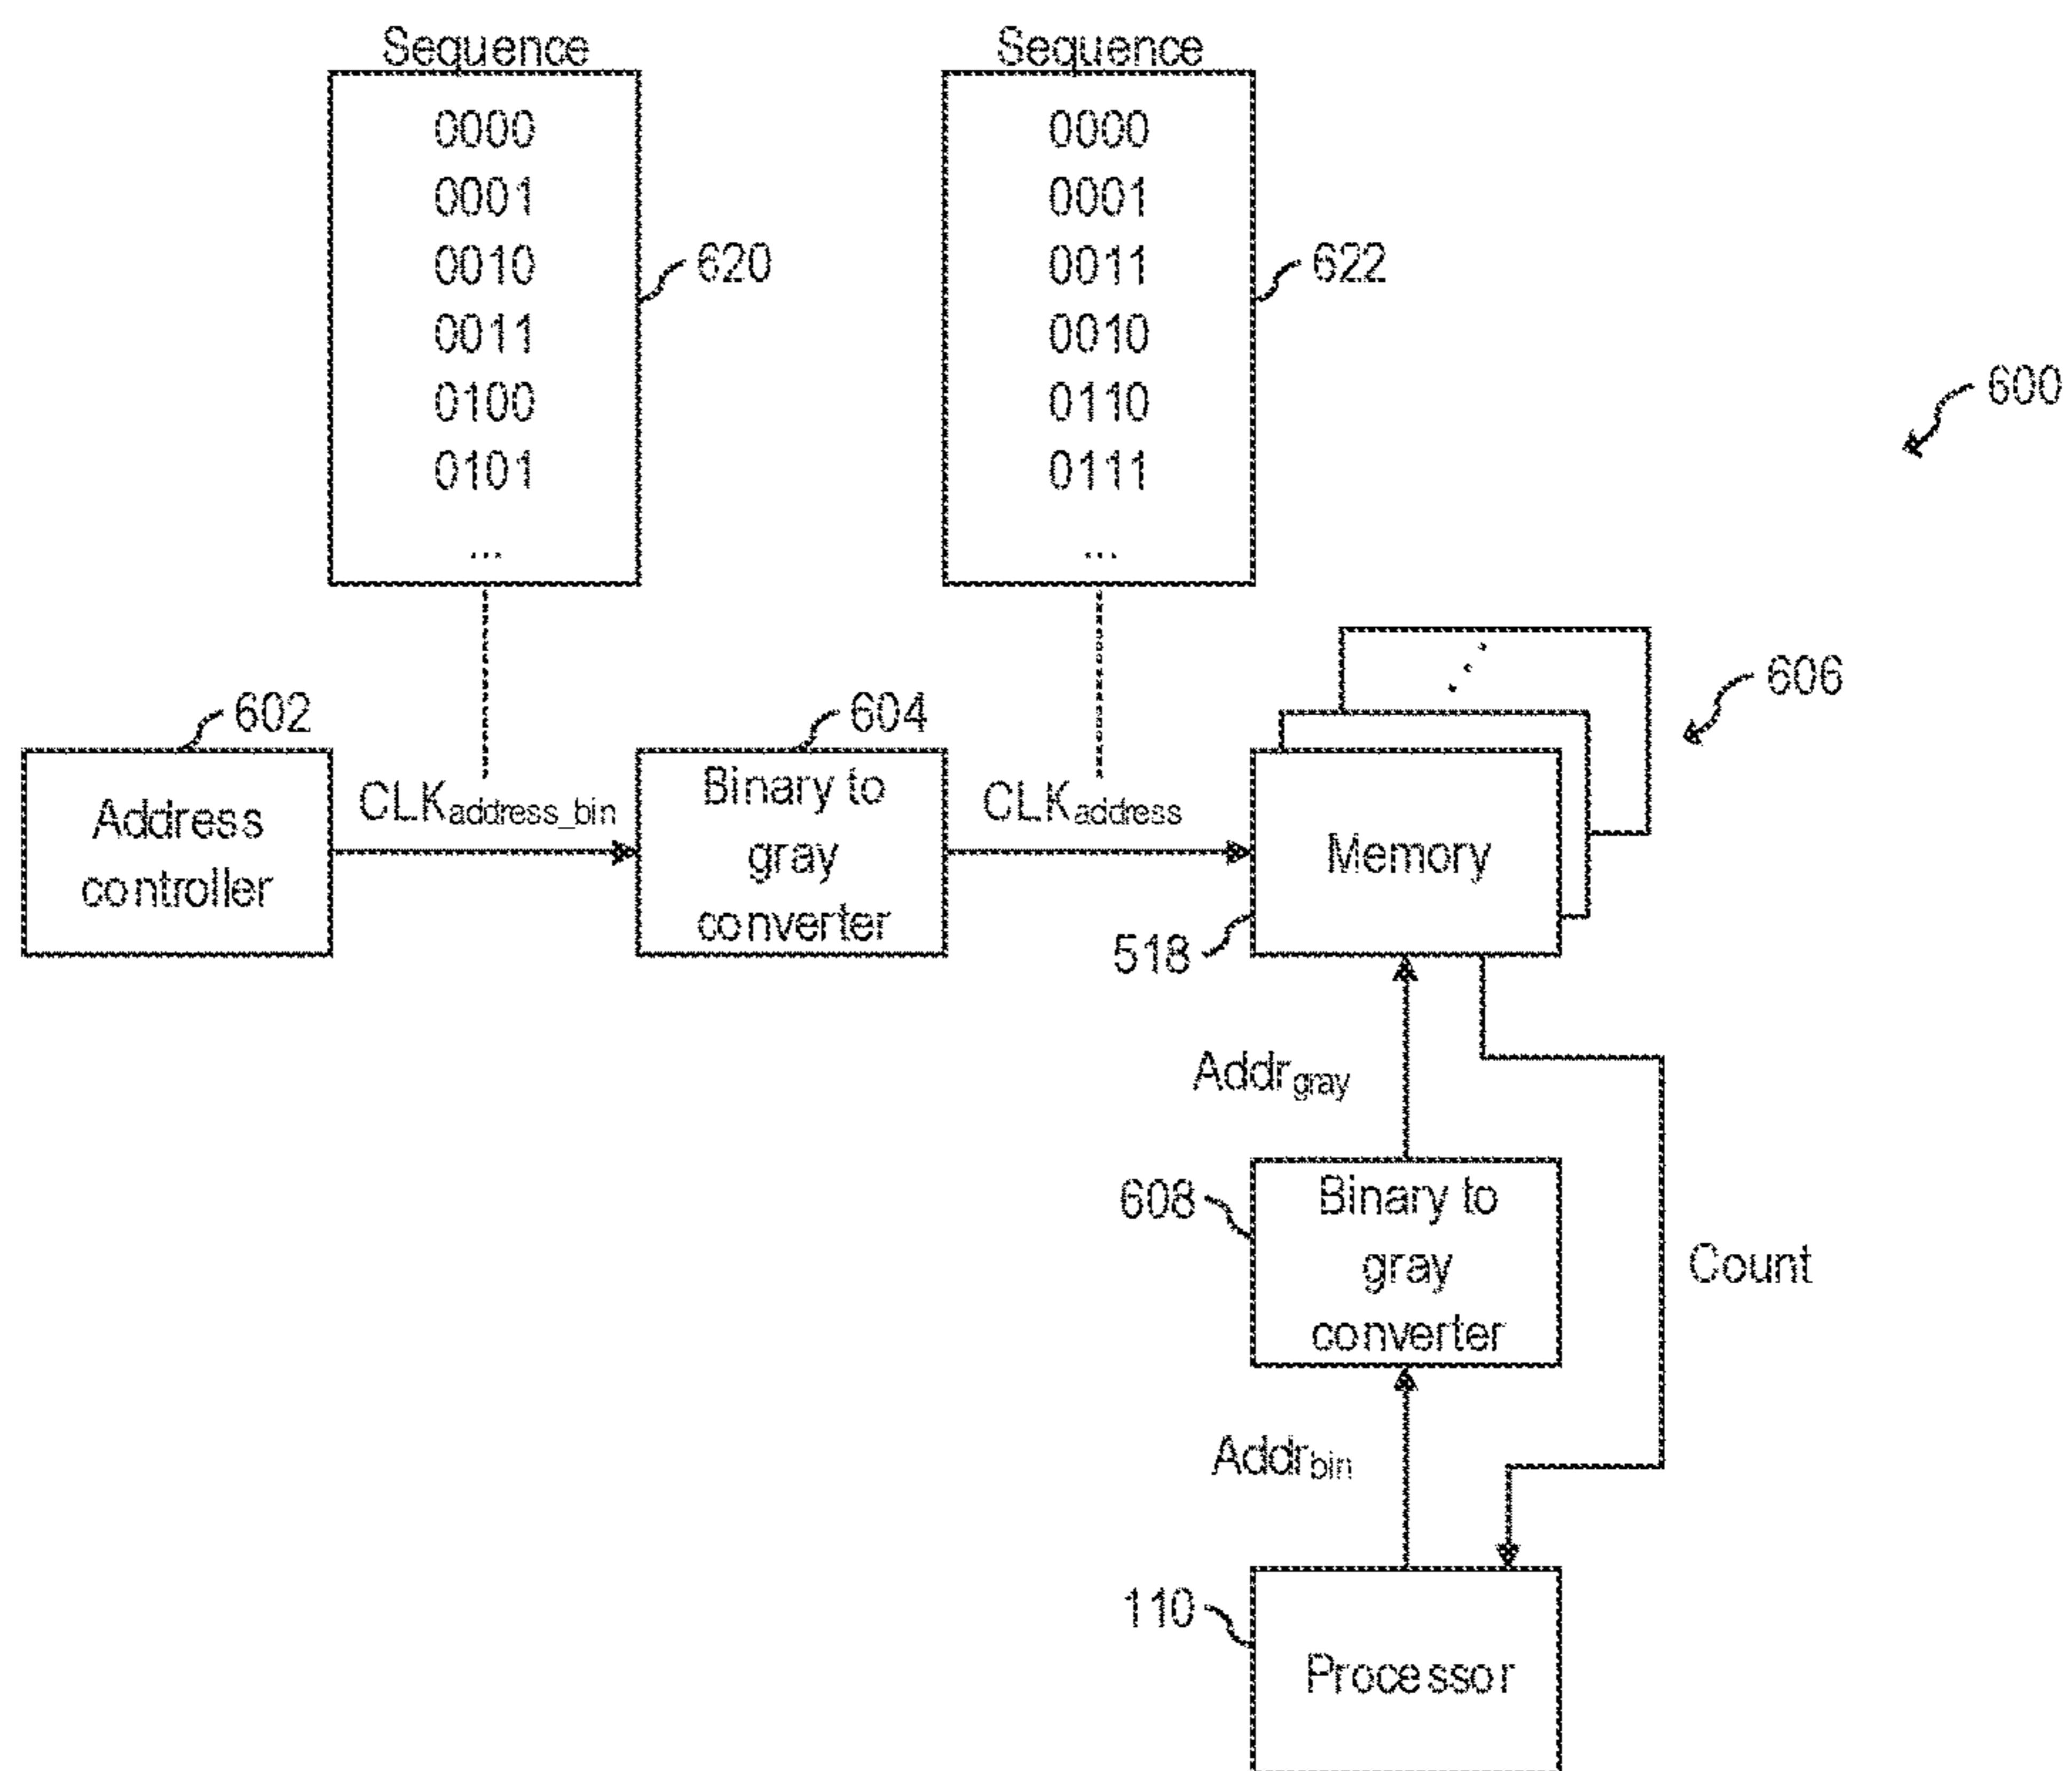 Sequence
0000
0001
0010
0011
0100
0101
...
620
Sequence
0000
0001
0011
0010
0110
0111
...
622
600
602
Address
controller
CLKaddress_bin
604
Binary to
gray
converter
CLKaddress
606
Memory
518
Addrgray
608
Binary to
gray
converter
Count
Addrbin
110
Processor